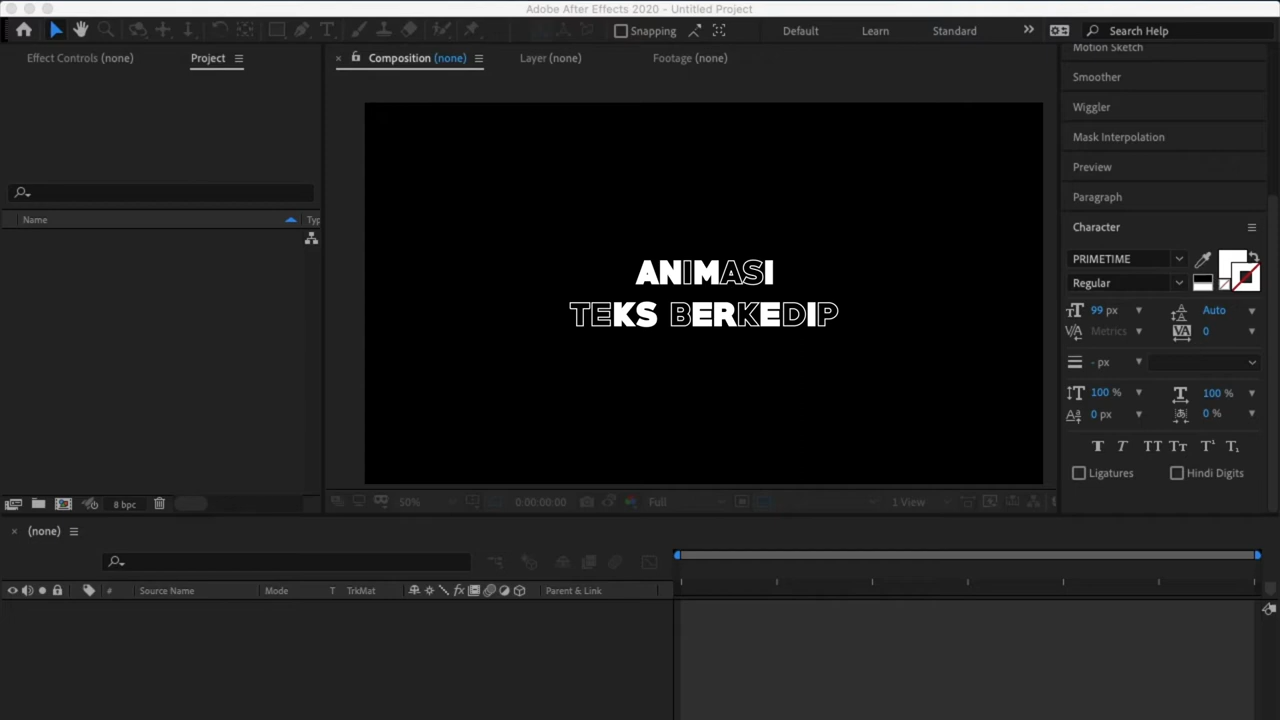 Adobe After Effects 2020 - Untitled Project
Snapping
Default
Learn
Standard
Search Help
Effect Controls (none)
Project
Composition (none)
Layer (none)
Footage (none)
Motion Sketch
Smoother
Wiggler
Mask Interpolation
Preview
Paragraph
Character
Name
Typ
PRIMETIME
Regular
99 px
Auto
Metrics
0
- px
100 %
100 %
0 px
0 %
Ligatures
Hindi Digits
ANIMASI
TEKS BERKEDIP
8 bpc
50%
0:00:00:00
Full
1 View
(none)
#
Source Name
Mode
T
TrkMat
Parent & Link